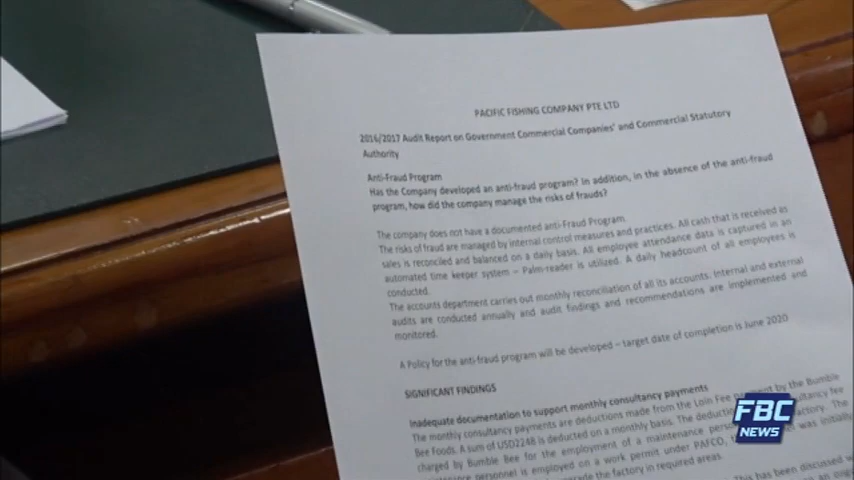 PACIFIC FISHING COMPANY PTE LTD
2016/2017 Audit Report on Government Commercial Companies' and Commercial Statutory
Authority
Anti-Fraud Program
Has the Company developed an anti-fraud program? In addition, in the absence of the anti-fraud
program, how did the company manage the risks of frauds?
The company does not have a documented anti-Fraud Program.
The risks of fraud are managed by internal control measures and practices. All cash that is received as
sales is reconciled and balanced on a daily basis. All employee attendance data is captured in an
automated time keeper system – Palm-reader is utilized. A daily headcount of all employees is
conducted.
The accounts department carries out monthly reconciliation of all its accounts. Internal and external
audits are conducted annually and audit findings and recommendations are implemented and
monitored.
A Policy for the anti-fraud program will be developed – target date of completion is June 2020
SIGNIFICANT FINDINGS
Inadequate documentation to support monthly consultancy payments
The monthly consultancy payments are deductions made from the Loin Fee payment by the Bumble
Bee Foods. A sum of USD2248 is deducted on a monthly basis. The fee
charged by Bumble Bee for the employment of a maintenance factory. The
personnel is employed on a work permit under PAFCO, was initially
the factory in required areas.
This has been discussed
FBC
NEWS